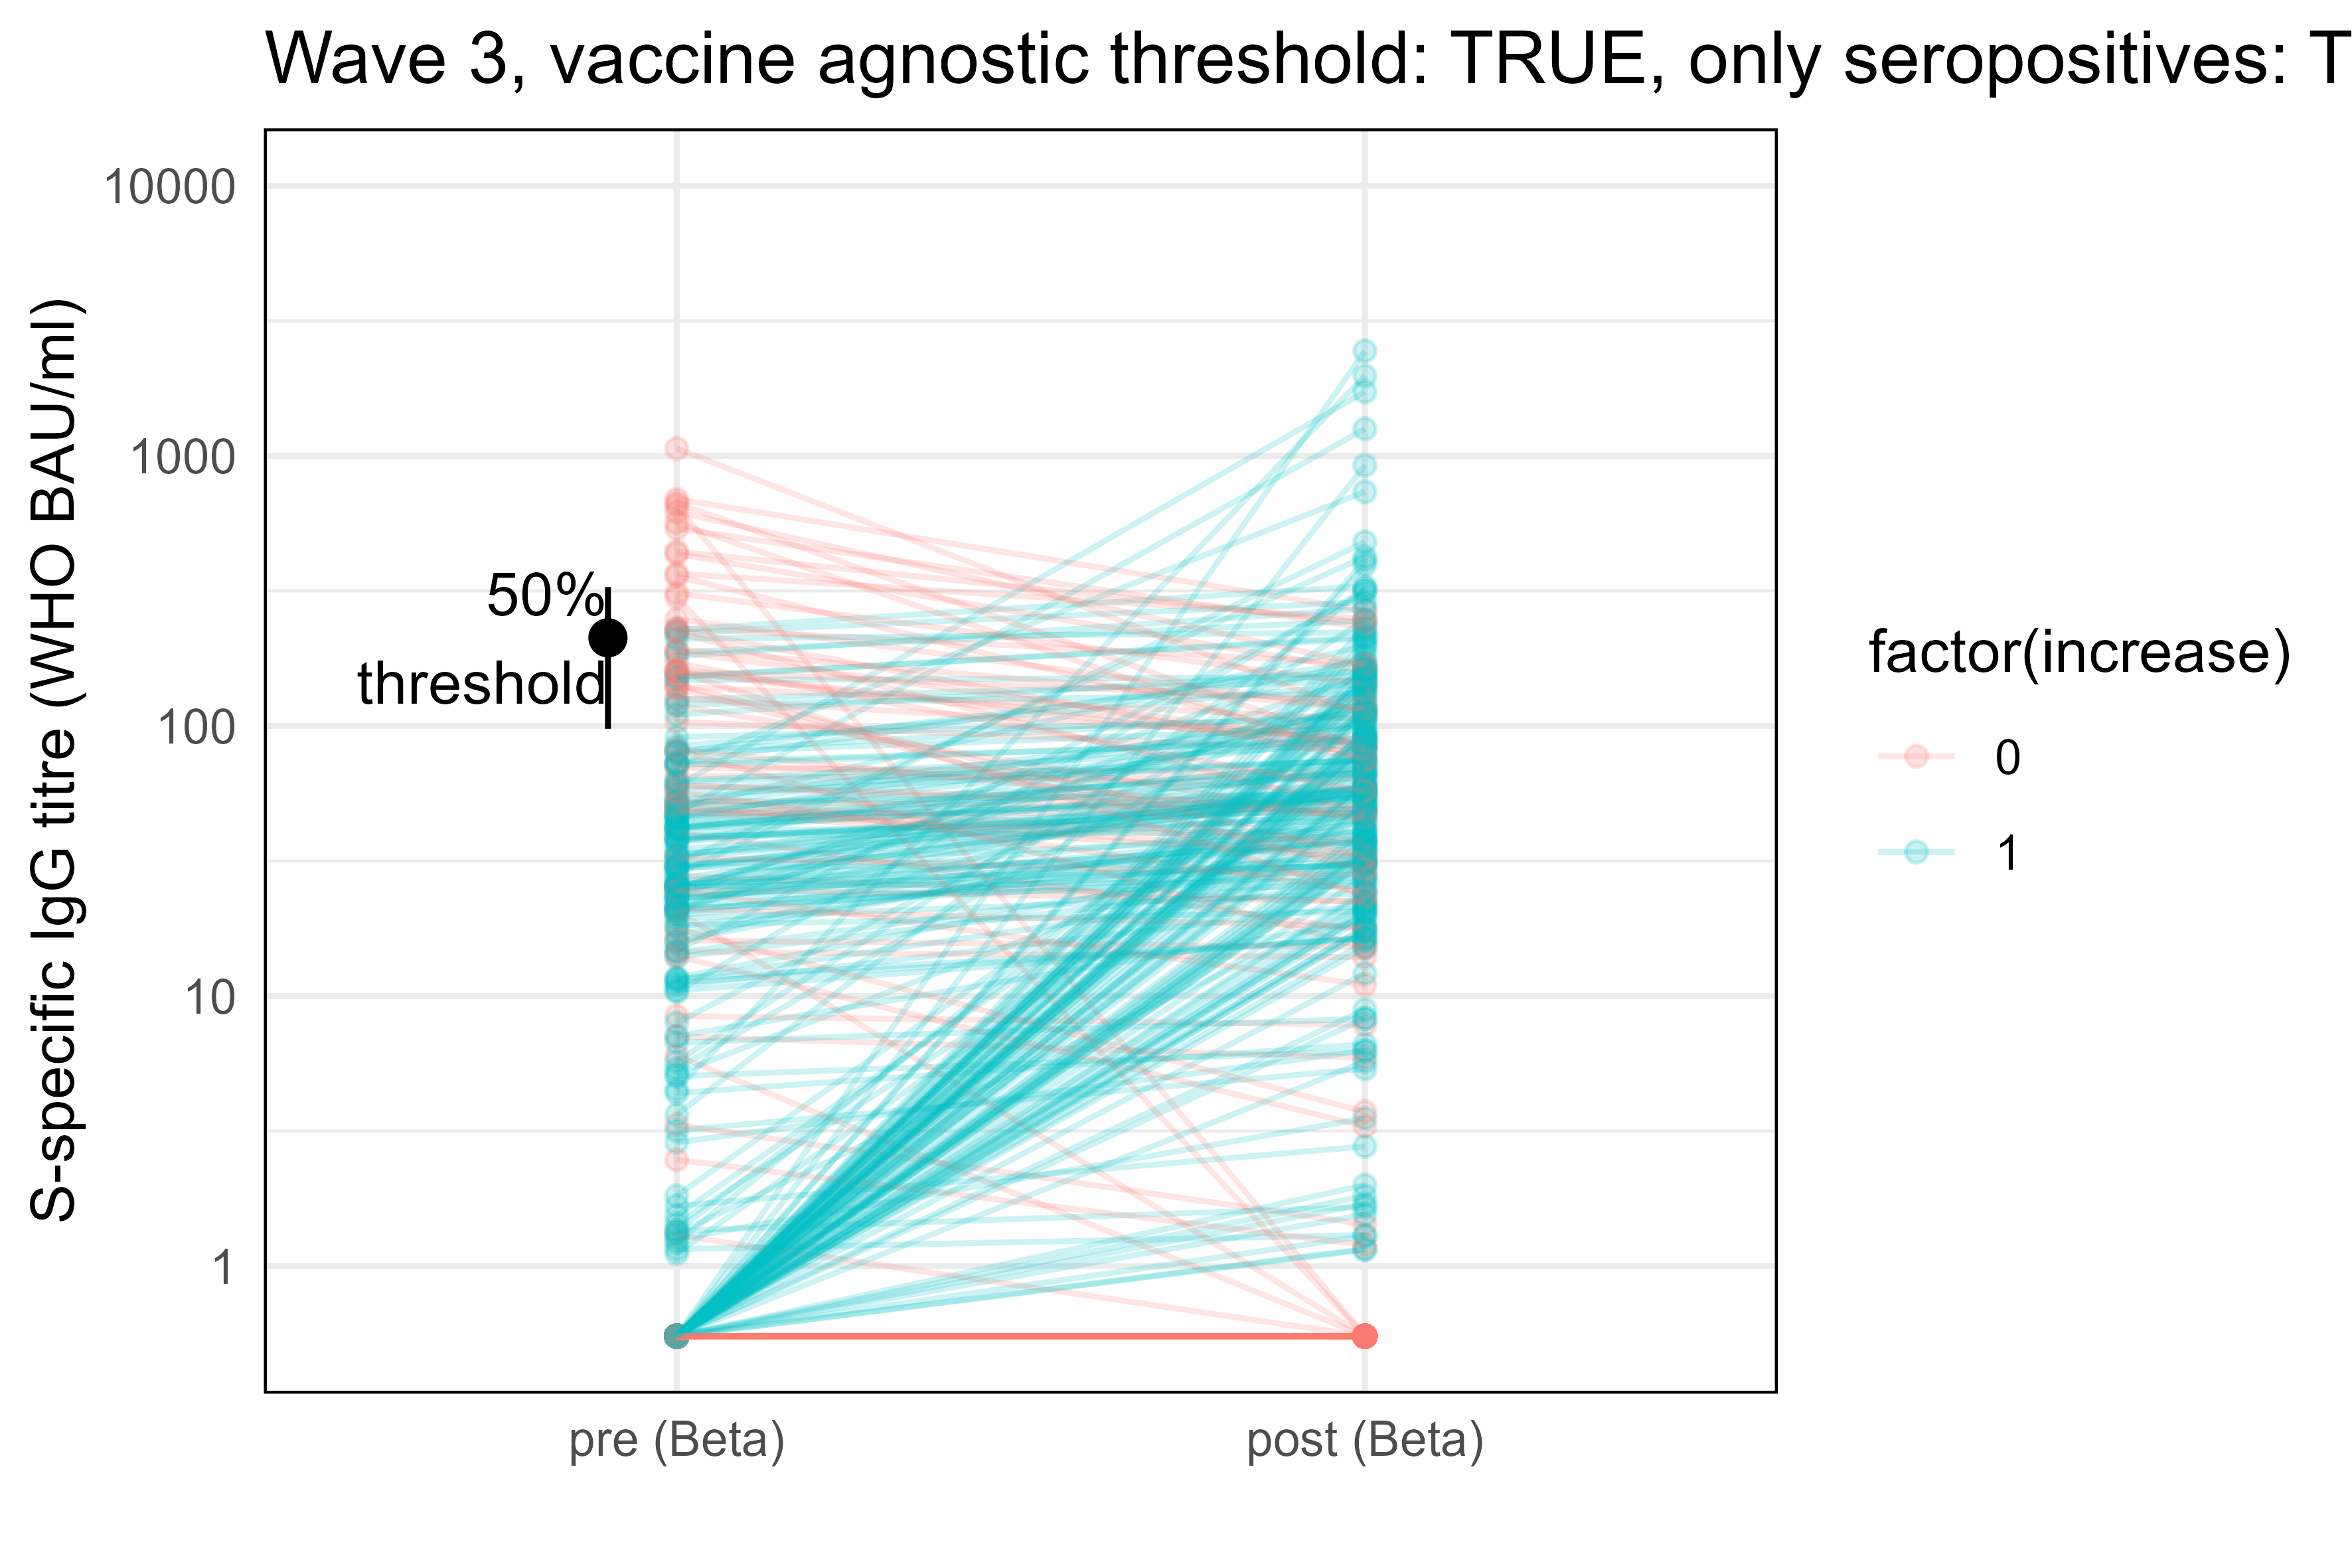 Wave 3, vaccine agnostic threshold: TRUE, only seropositives: T
S-specific IgG titre (WHO BAU/ml)
10000
1000
100
10
1
50%
threshold
pre (Beta)
post (Beta)
factor(increase)
0
1